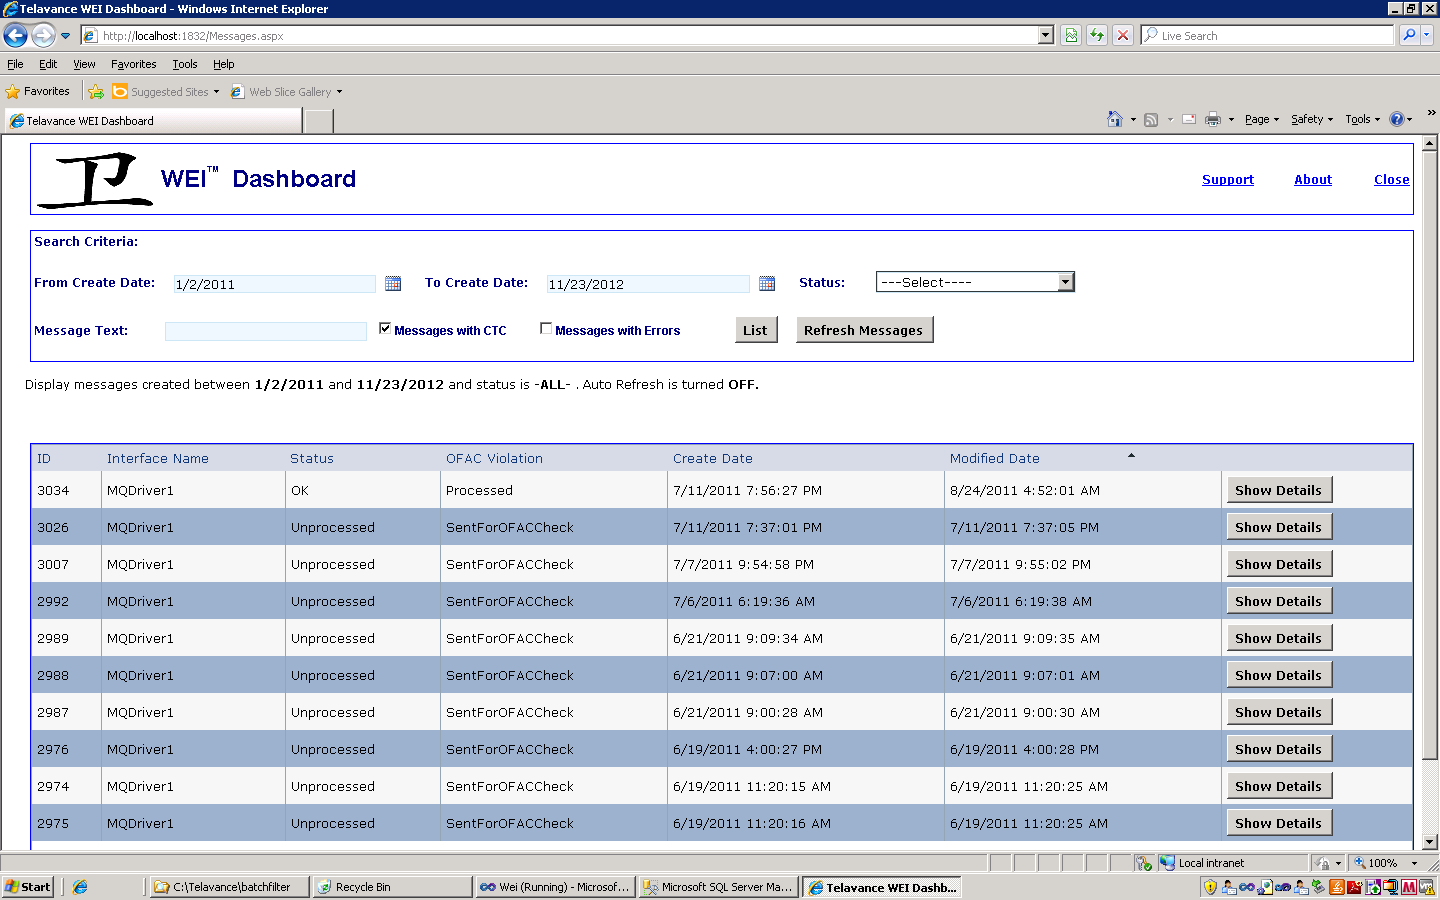 Telavance WEI Dashboard - Windows Internet Explorer
http://localhost:1832/Messages.aspx
Live Search
File Edit View Favorites Tools Help
Favorites Suggested Sites Web Slice Gallery
Telavance WEI Dashboard
Page Safety Tools
卫 WEI™ Dashboard
Support About Close
Search Criteria:
From Create Date: 1/2/2011 To Create Date: 11/23/2012 Status: ---Select----
Message Text: Messages with CTC Messages with Errors List Refresh Messages
Display messages created between 1/2/2011 and 11/23/2012 and status is -ALL- . Auto Refresh is turned OFF.
ID Interface Name Status OFAC Violation Create Date Modified Date
3034 MQDriver1 OK Processed 7/11/2011 7:56:27 PM 8/24/2011 4:52:01 AM Show Details
3026 MQDriver1 Unprocessed SentForOFACCheck 7/11/2011 7:37:01 PM 7/11/2011 7:37:05 PM Show Details
3007 MQDriver1 Unprocessed SentForOFACCheck 7/7/2011 9:54:58 PM 7/7/2011 9:55:02 PM Show Details
2992 MQDriver1 Unprocessed SentForOFACCheck 7/6/2011 6:19:36 AM 7/6/2011 6:19:38 AM Show Details
2989 MQDriver1 Unprocessed SentForOFACCheck 6/21/2011 9:09:34 AM 6/21/2011 9:09:35 AM Show Details
2988 MQDriver1 Unprocessed SentForOFACCheck 6/21/2011 9:07:00 AM 6/21/2011 9:07:01 AM Show Details
2987 MQDriver1 Unprocessed SentForOFACCheck 6/21/2011 9:00:28 AM 6/21/2011 9:00:30 AM Show Details
2976 MQDriver1 Unprocessed SentForOFACCheck 6/19/2011 4:00:27 PM 6/19/2011 4:00:28 PM Show Details
2974 MQDriver1 Unprocessed SentForOFACCheck 6/19/2011 11:20:15 AM 6/19/2011 11:20:25 AM Show Details
2975 MQDriver1 Unprocessed SentForOFACCheck 6/19/2011 11:20:16 AM 6/19/2011 11:20:25 AM Show Details
Local intranet 100%
Start C:\Telavance\batchfilter Recycle Bin Wei (Running) - Microsof... Microsoft SQL Server Ma... Telavance WEI Dashb...